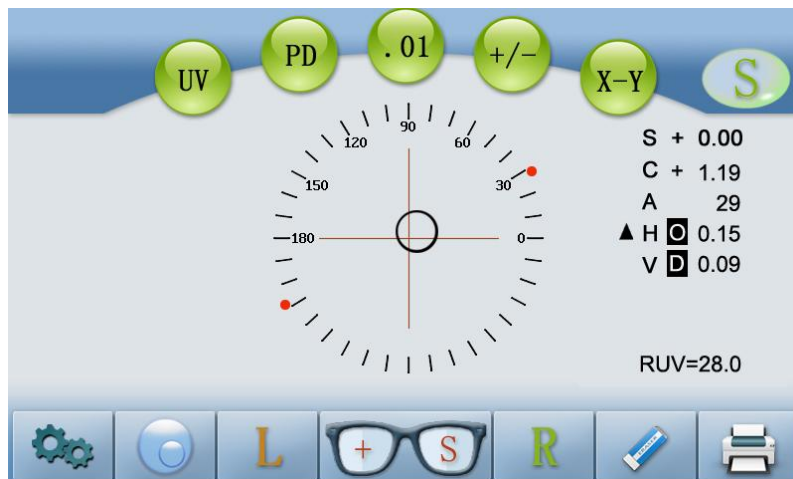 UV
PD
.01
+/-
X-Y
S
90
120
60
150
30
180
0
S + 0.00
C + 1.19
A 29
▲ H O 0.15
V D 0.09
RUV=28.0
L
+ S
R